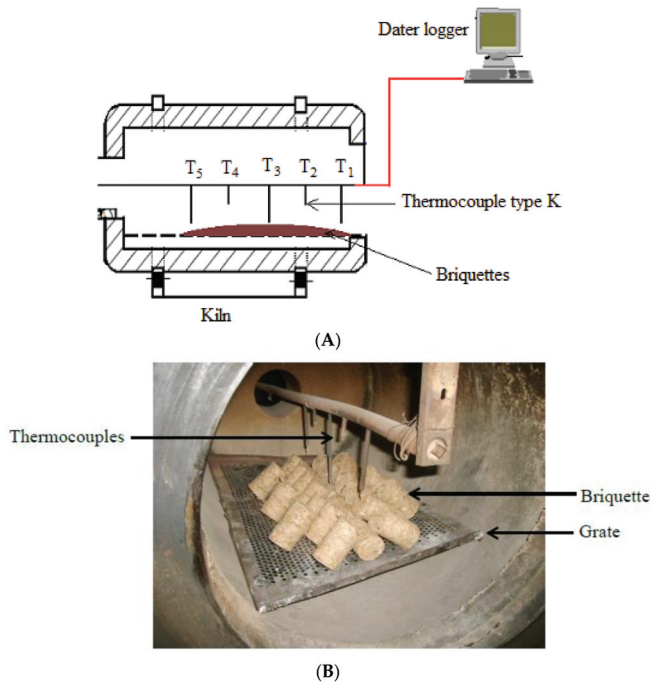 Dater logger
T5 T4 T3 T2 T1
Thermocouple type K
Briquettes
Kiln
(A)
Thermocouples
Briquette
Grate
(B)